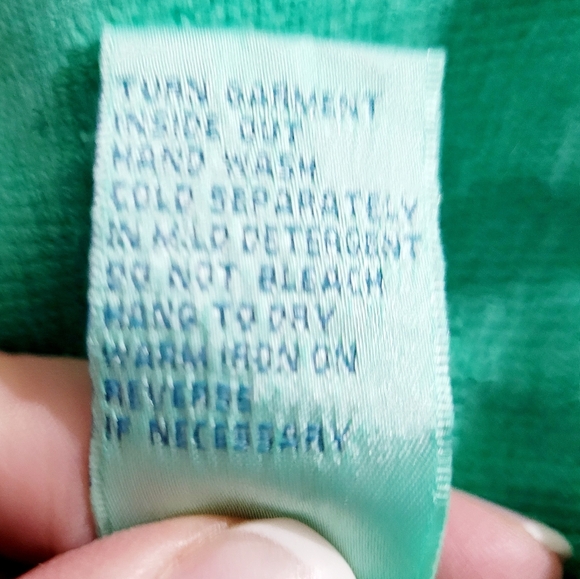 TURN GARMENT
INSIDE OUT
HAND WASH
COLD SEPARATELY
IN MILD DETERGENT
DO NOT BLEACH
HANG TO DRY
WARM IRON ON
REVERSE
IF NECESSARY